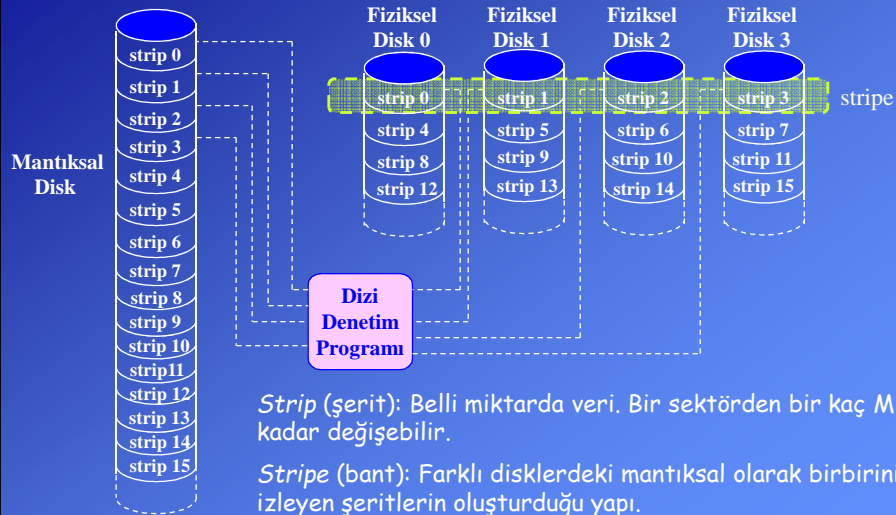 Fiziksel Disk 0
Fiziksel Disk 1
Fiziksel Disk 2
Fiziksel Disk 3
Mantıksal
Disk
strip 0
strip 1
strip 2
strip 3
strip 4
strip 5
strip 6
strip 7
strip 8
strip 9
strip 10
strip11
strip 12
strip 13
strip 14
strip 15
strip 0 strip 1 strip 2 strip 3 stripe
strip 4 strip 5 strip 6 strip 7
strip 8 strip 9 strip 10 strip 11
strip 12 strip 13 strip 14 strip 15
Dizi
Denetim
Programı
Strip (şerit): Belli miktarda veri. Bir sektörden bir kaç M
kadar değişebilir.
Stripe (bant): Farklı disklerdeki mantıksal olarak birbirini
izleyen şeritlerin oluşturduğu yapı.